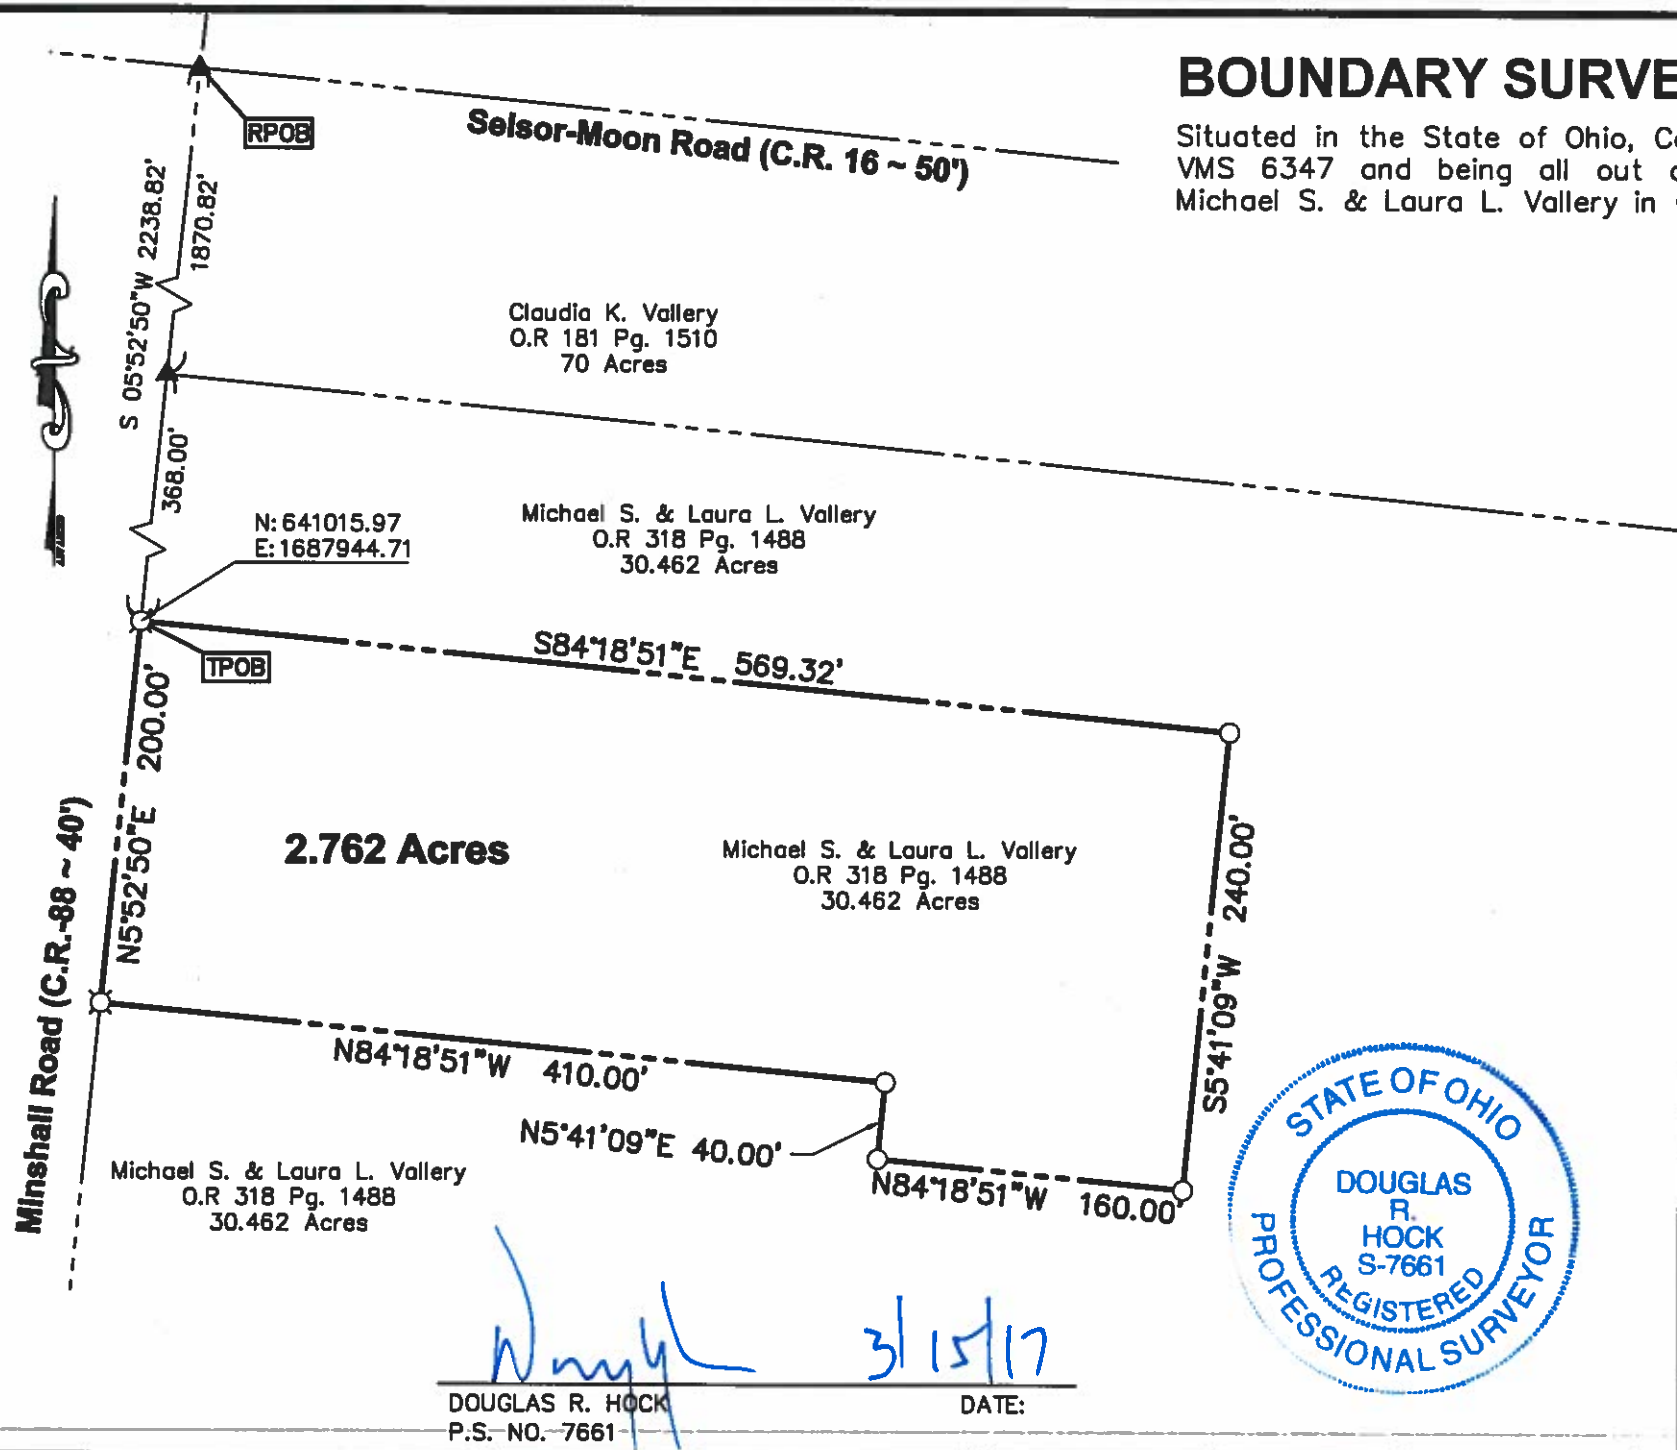 BOUNDARY SURVE
Situated in the State of Ohio, C
VMS 6347 and being all out
Michael S. & Laura L. Vallery in
RPOB
Selsor-Moon Road (C.R. 16 ~ 50')
S 05°52'50"W 2238.82'
1870.82'
Claudia K. Vallery
O.R 181 Pg. 1510
70 Acres
368.00'
N: 641015.97
E: 1687944.71
Michael S. & Laura L. Vallery
O.R 318 Pg. 1488
30.462 Acres
TPOB
S84°18'51"E 569.32'
N5°52'50"E 200.00'
Minshall Road (C.R.-88 ~ 40')
2.762 Acres
Michael S. & Laura L. Vallery
O.R 318 Pg. 1488
30.462 Acres
S5°41'09"W 240.00'
N84°18'51"W 410.00'
N5°41'09"E 40.00'
N84°18'51"W 160.00'
Michael S. & Laura L. Vallery
O.R 318 Pg. 1488
30.462 Acres
STATE OF OHIO
DOUGLAS
R.
HOCK
S-7661
REGISTERED
PROFESSIONAL SURVEYOR
3/15/17
DOUGLAS R. HOCK
P.S. NO. 7661
DATE: